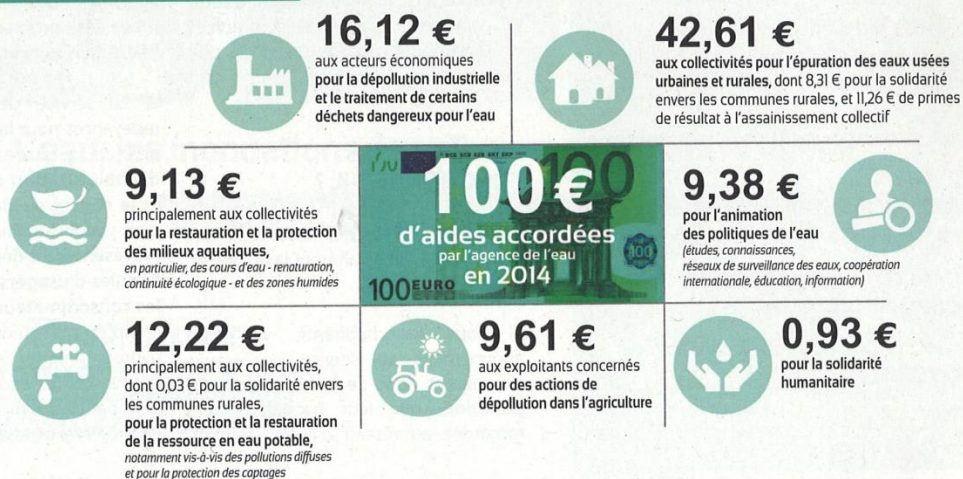 16,12 €
aux acteurs économiques
pour la dépollution industrielle
et le traitement de certains
déchets dangereux pour l'eau
42,61 €
aux collectivités pour l'épuration des eaux usées
urbaines et rurales, dont 8,31 € pour la solidarité
envers les communes rurales, et 11,26 € de primes
de résultat à l'assainissement collectif
9,13 €
principalement aux collectivités
pour la restauration et la protection
des milieux aquatiques,
en particulier, des cours d'eau - renaturation,
continuité écologique - et des zones humides
100
100 €
d'aides accordées
par l'agence de l'eau
en 2014
100 EURO
100
9,38 €
pour l'animation
des politiques de l'eau
(études, connaissances,
réseaux de surveillance des eaux, coopération
internationale, éducation, information)
12,22 €
principalement aux collectivités,
dont 0,03 € pour la solidarité envers
les communes rurales,
pour la protection et la restauration
de la ressource en eau potable,
notamment vis-à-vis des pollutions diffuses
et pour la protection des captages
9,61 €
aux exploitants concernés
pour des actions de
dépollution dans l'agriculture
0,93 €
pour la solidarité
humanitaire